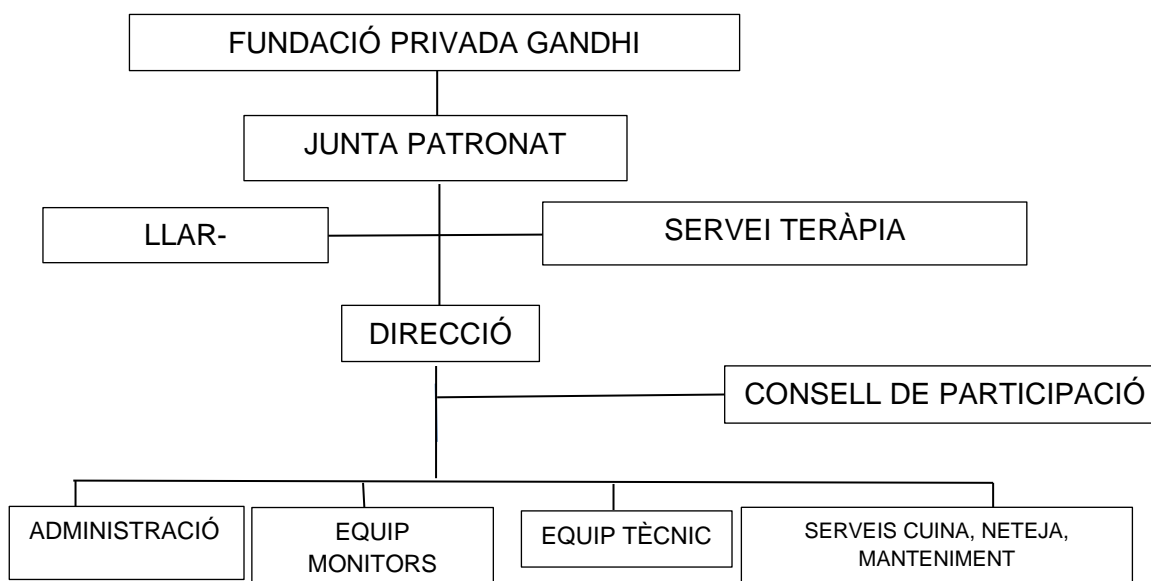 FUNDACIÓ PRIVADA GANDHI
JUNTA PATRONAT
LLAR-
SERVEI TERÀPIA
DIRECCIÓ
CONSELL DE PARTICIPACIÓ
ADMINISTRACIÓ
EQUIP
MONITORS
EQUIP TÈCNIC
SERVEIS CUINA, NETEJA,
MANTENIMENT